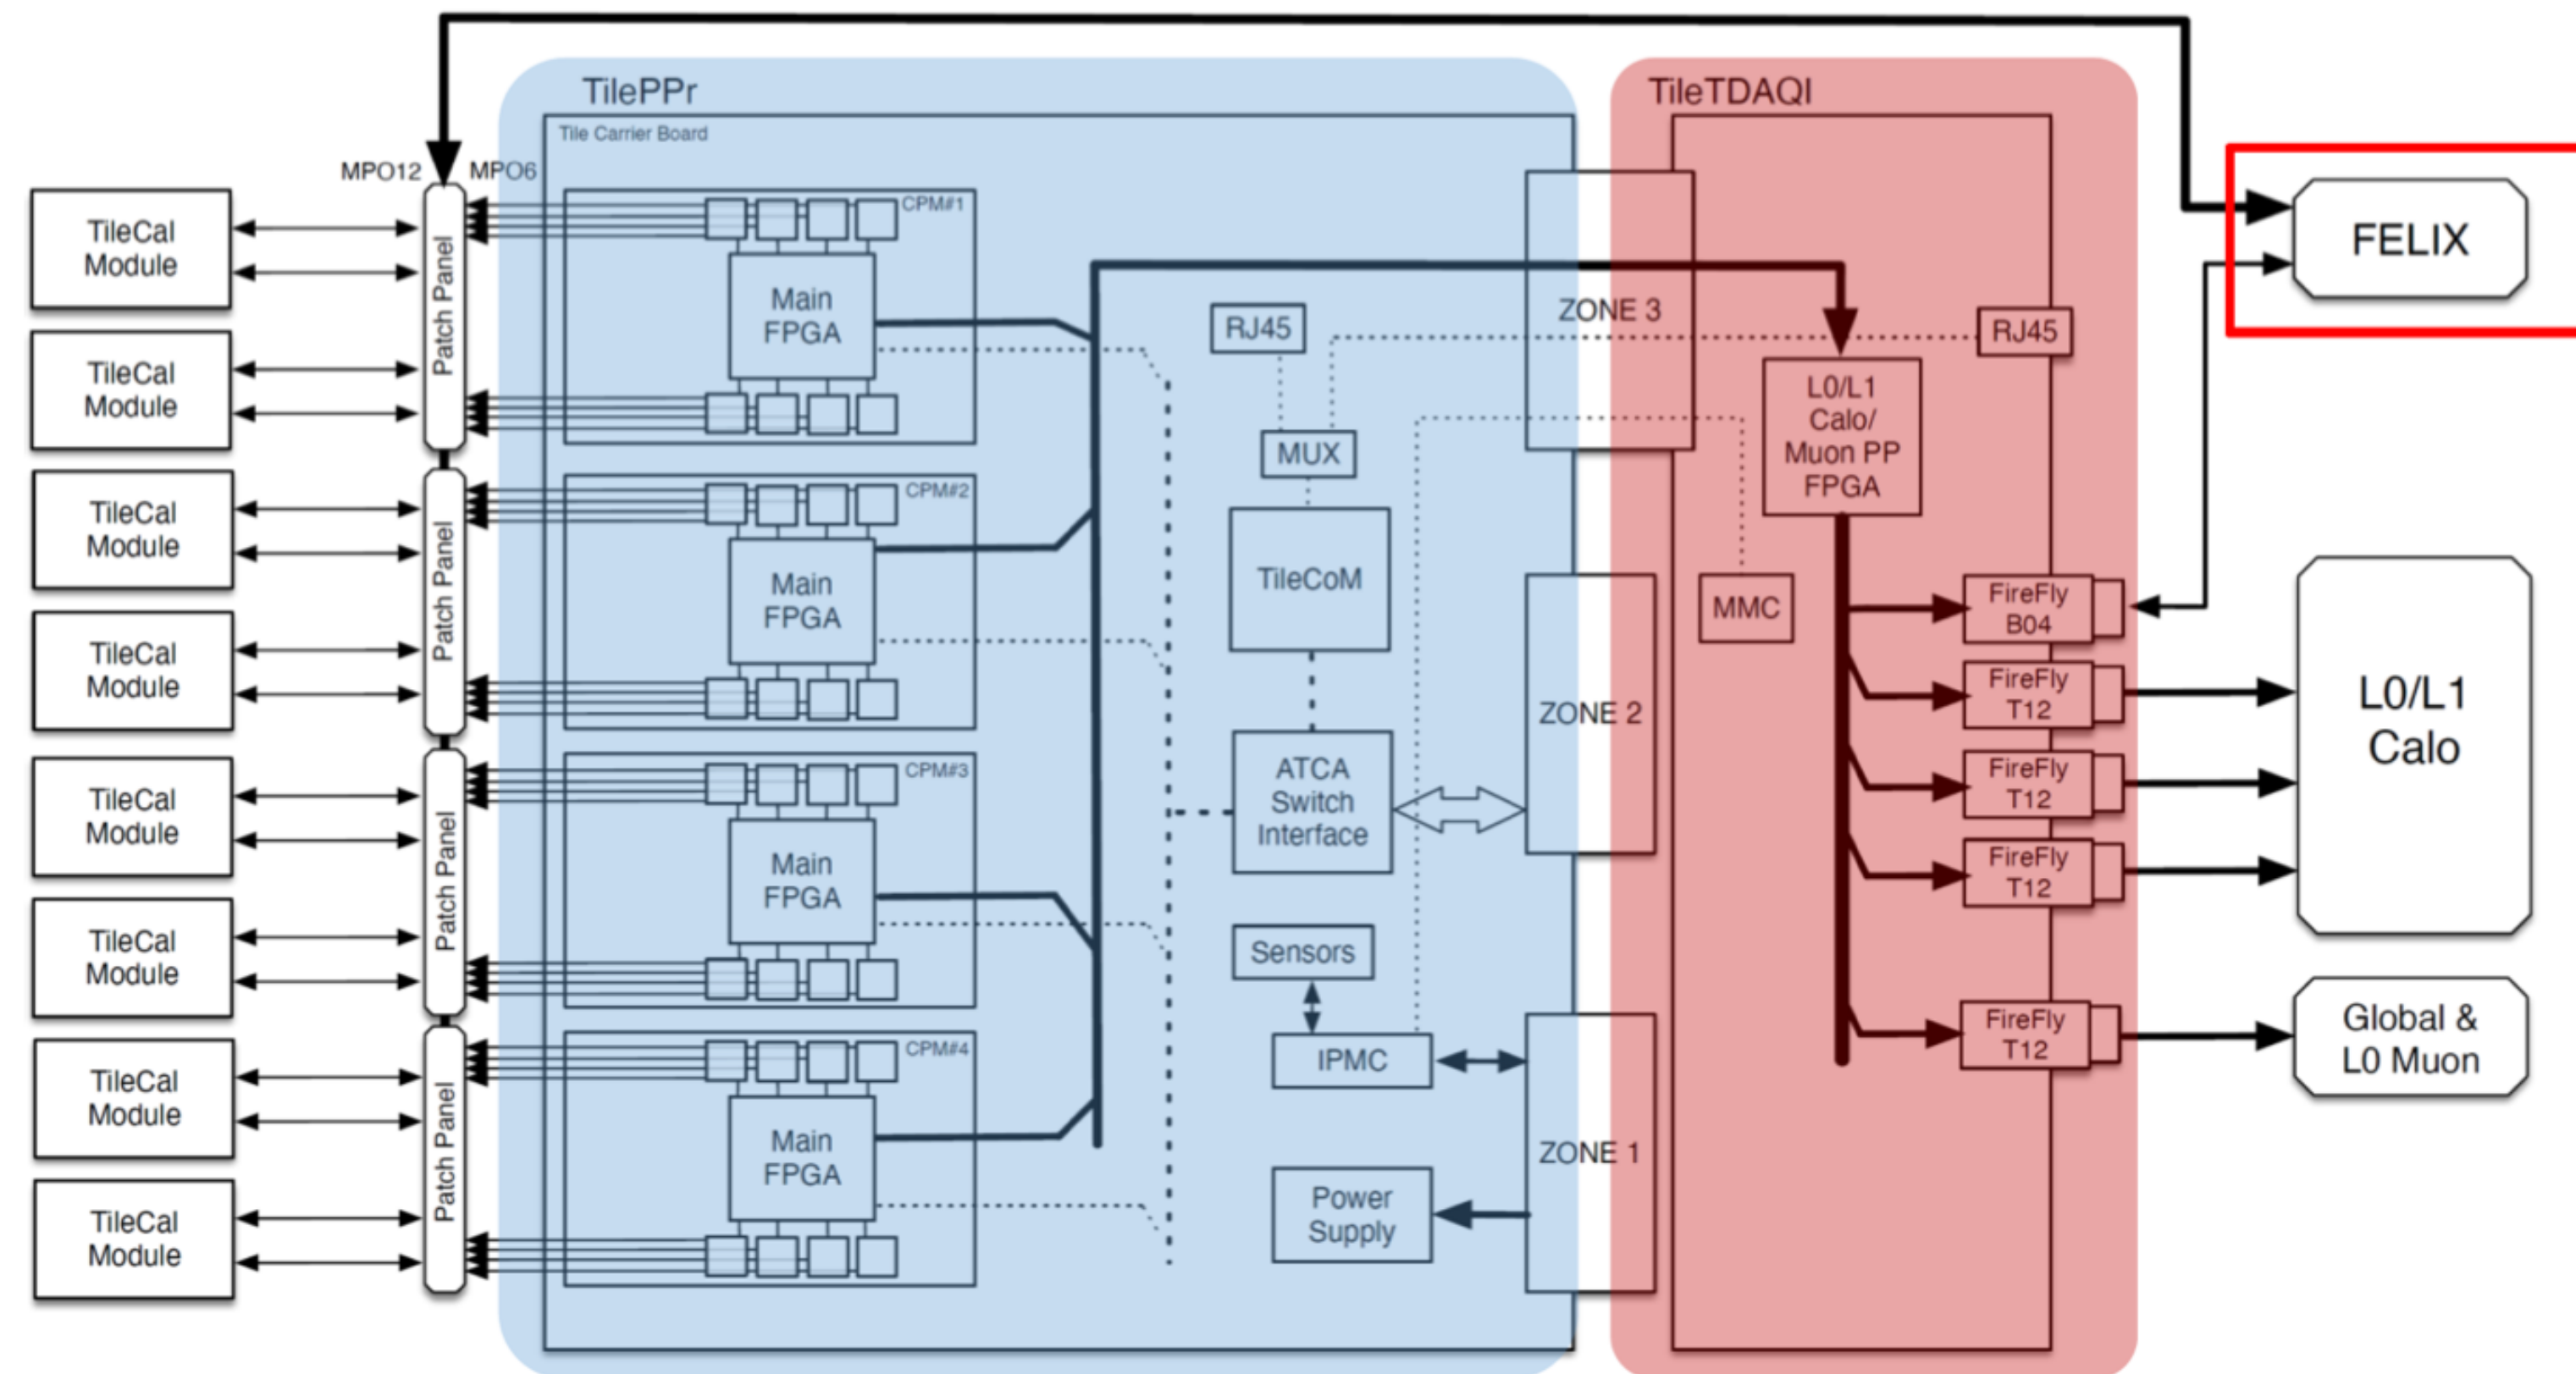 TilePPr
TileTDAQI
Tile Carrier Board
MPO12
MPO6
TileCal
Module
TileCal
Module
TileCal
Module
TileCal
Module
TileCal
Module
TileCal
Module
TileCal
Module
TileCal
Module
Patch Panel
Patch Panel
Patch Panel
Patch Panel
CPM#1
Main
FPGA
CPM#2
Main
FPGA
CPM#3
Main
FPGA
CPM#4
Main
FPGA
RJ45
MUX
TileCoM
ATCA
Switch
Interface
Sensors
IPMC
Power
Supply
ZONE 3
ZONE 2
ZONE 1
RJ45
L0/L1
Calo/
Muon PP
FPGA
MMC
FireFly
B04
FireFly
T12
FireFly
T12
FireFly
T12
FireFly
T12
FELIX
L0/L1
Calo
Global &
L0 Muon